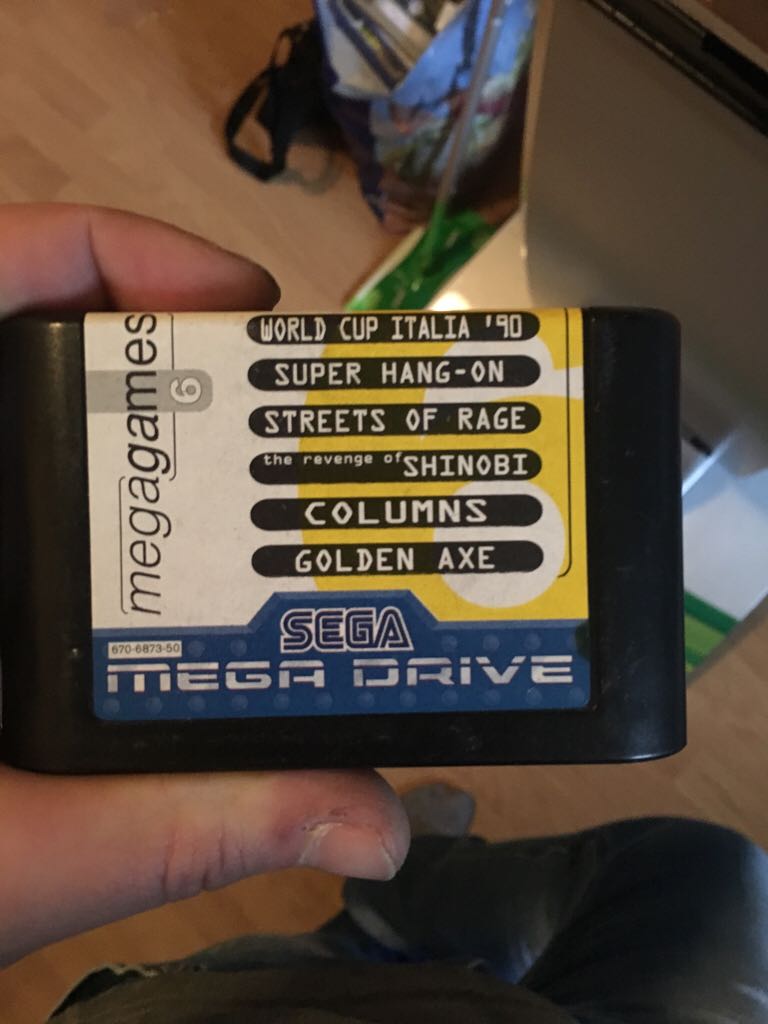 megagames
6
WORLD CUP ITALIA '90
SUPER HANG-ON
STREETS OF RAGE
the revenge of SHINOBI
COLUMNS
GOLDEN AXE
SEGA
670-6873-50
MEGA DRIVE